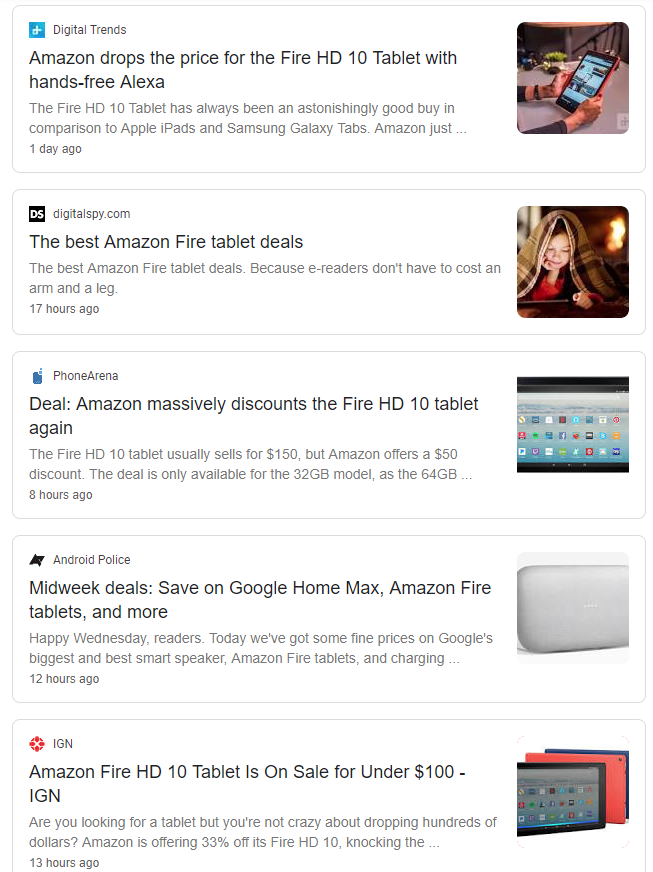 Digital Trends
Amazon drops the price for the Fire HD 10 Tablet with
hands-free Alexa
The Fire HD 10 Tablet has always been an astonishingly good buy in
comparison to Apple iPads and Samsung Galaxy Tabs. Amazon just ...
1 day ago
DS digitalspy.com
The best Amazon Fire tablet deals
The best Amazon Fire tablet deals. Because e-readers don't have to cost an
arm and a leg.
17 hours ago
PhoneArena
Deal: Amazon massively discounts the Fire HD 10 tablet
again
The Fire HD 10 tablet usually sells for $150, but Amazon offers a $50
discount. The deal is only available for the 32GB model, as the 64GB ...
8 hours ago
Android Police
Midweek deals: Save on Google Home Max, Amazon Fire
tablets, and more
Happy Wednesday, readers. Today we've got some fine prices on Google's
biggest and best smart speaker, Amazon Fire tablets, and charging ...
12 hours ago
IGN
Amazon Fire HD 10 Tablet Is On Sale for Under $100 -
IGN
Are you looking for a tablet but you're not crazy about dropping hundreds of
dollars? Amazon is offering 33% off its Fire HD 10, knocking the ...
13 hours ago